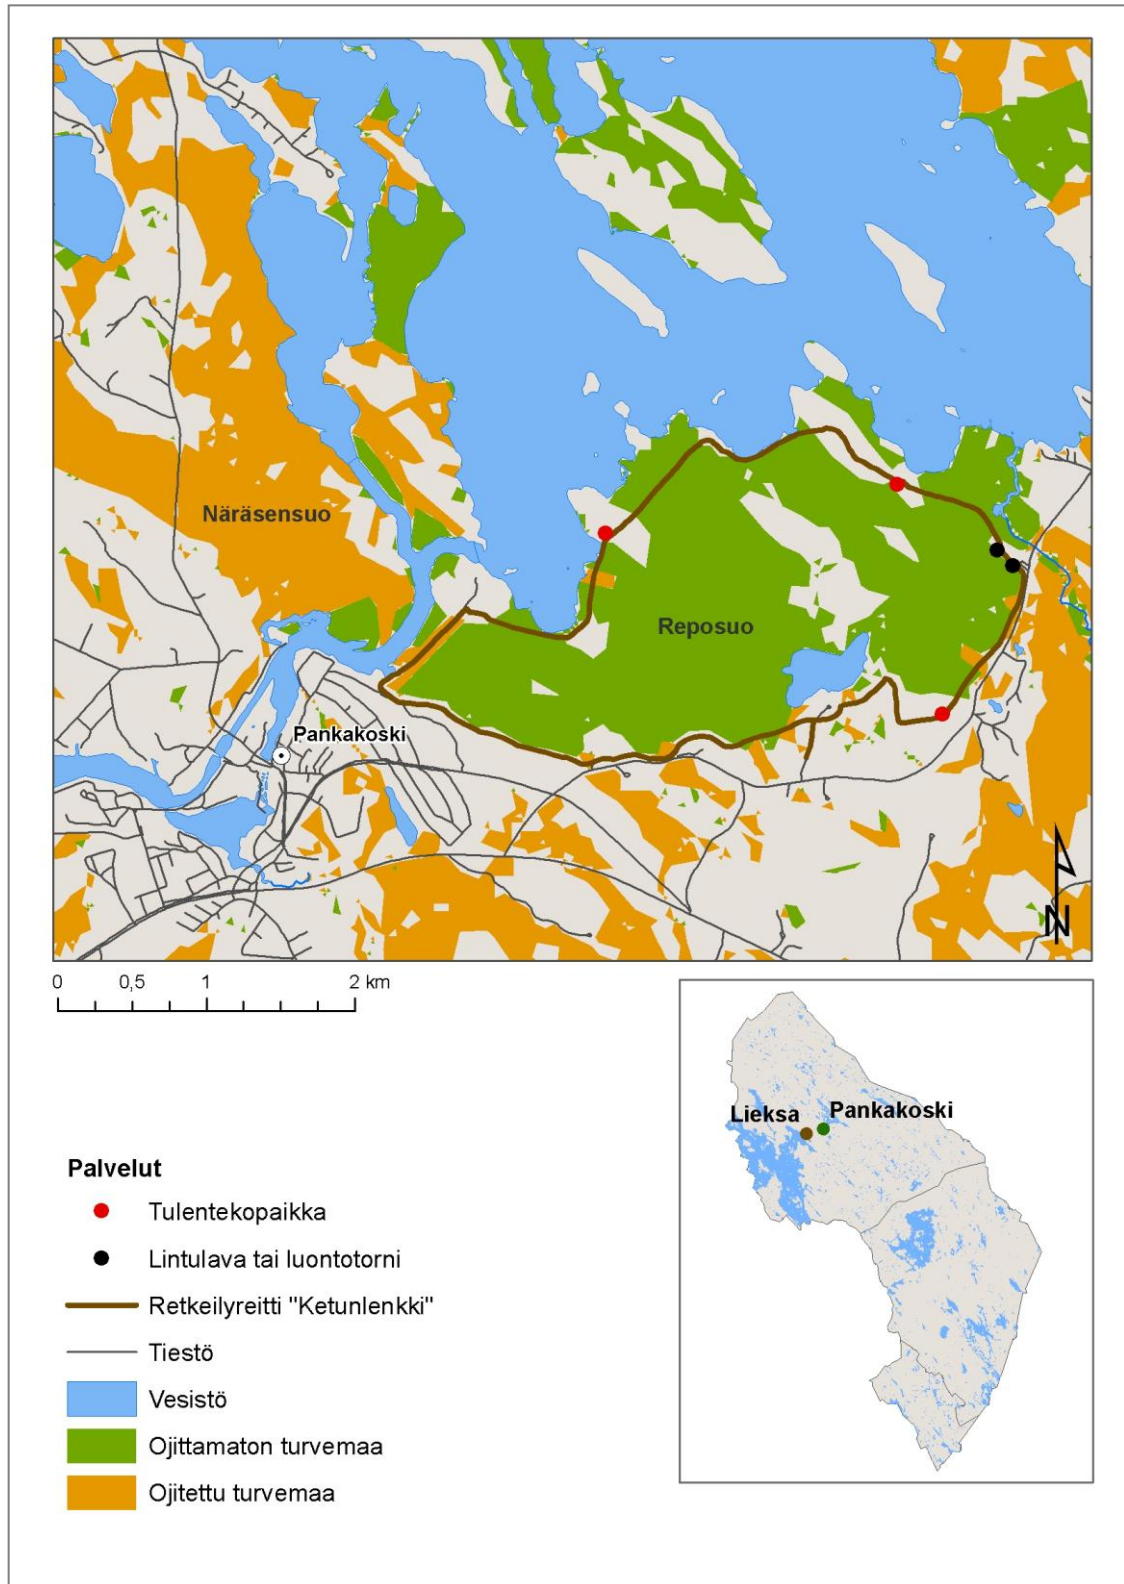 Näräsensuo
Reposuo
Pankakoski
N
0 0,5 1 2 km
Lieksa
Pankakoski
Palvelut
Tulentekopaikka
Lintulava tai luontotorni
Retkeilyreitti "Ketunlenkki"
Tiestö
Vesistö
Ojittamaton turvemaa
Ojitettu turvemaa